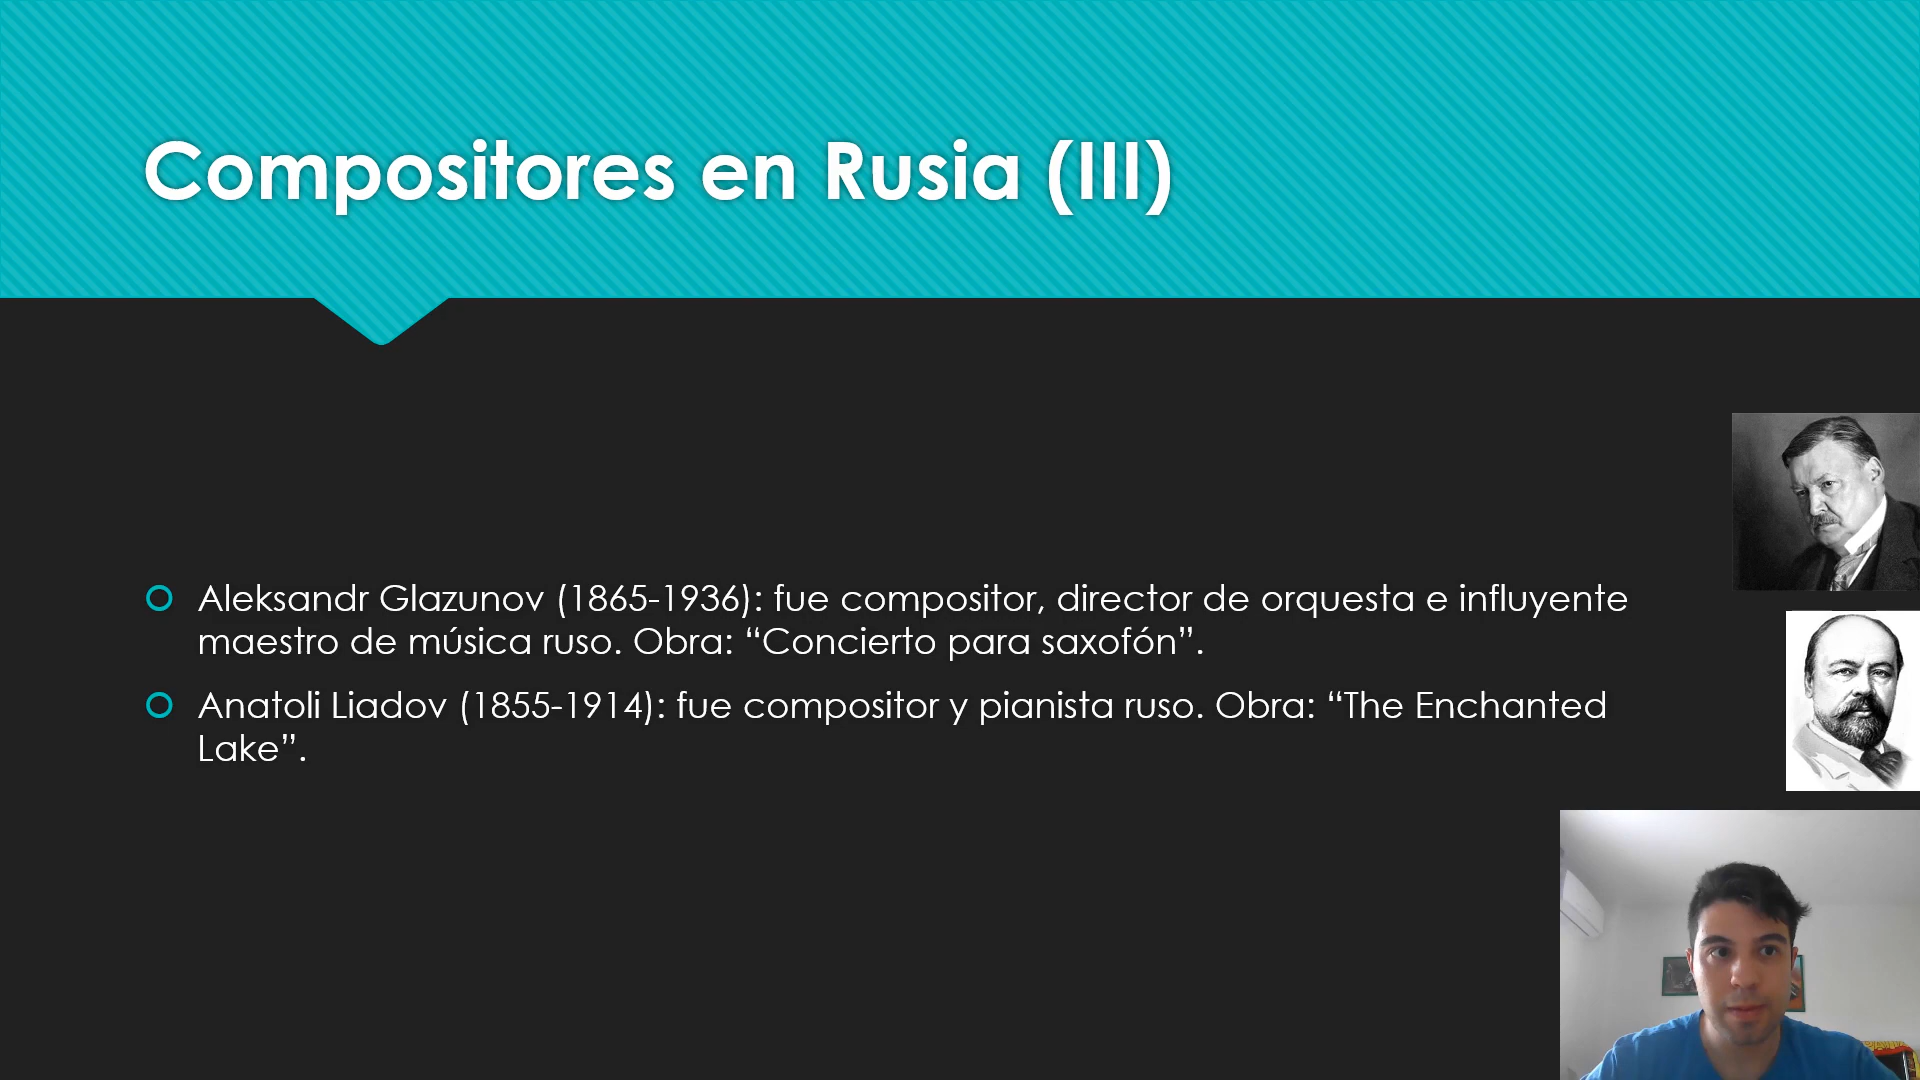 Compositores en Rusia (III)
Aleksandr Glazunov (1865-1936): fue compositor, director de orquesta e influyente
maestro de música ruso. Obra: “Concierto para saxofón”.
Anatoli Liadov (1855-1914): fue compositor y pianista ruso. Obra: “The Enchanted
Lake”.